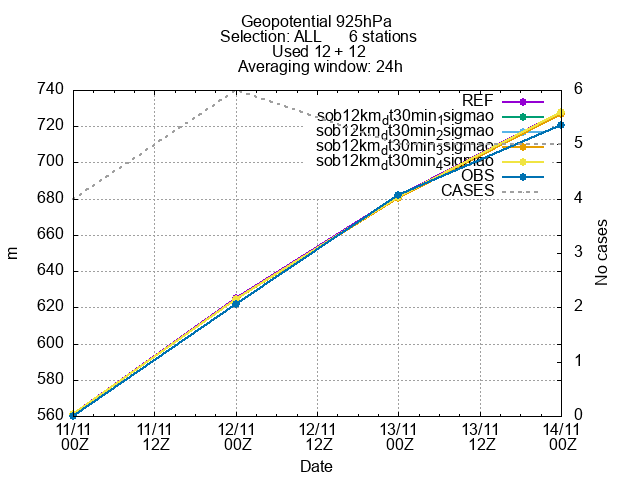 Geopotential 925hPa
Selection: ALL 6 stations
Used 12 + 12
Averaging window: 24h
740
720
700
680
660
640
620
600
580
560
m
6
5
4
3
2
1
0
No cases
REF
sob12km_dt30min_1sigmao
sob12km_dt30min_2sigmao
sob12km_dt30min_3sigmao
sob12km_dt30min_4sigmao
OBS
CASES
11/11 11/11 12/11 12/11 13/11 13/11 14/11
00Z 12Z 00Z 12Z 00Z 12Z 00Z
Date